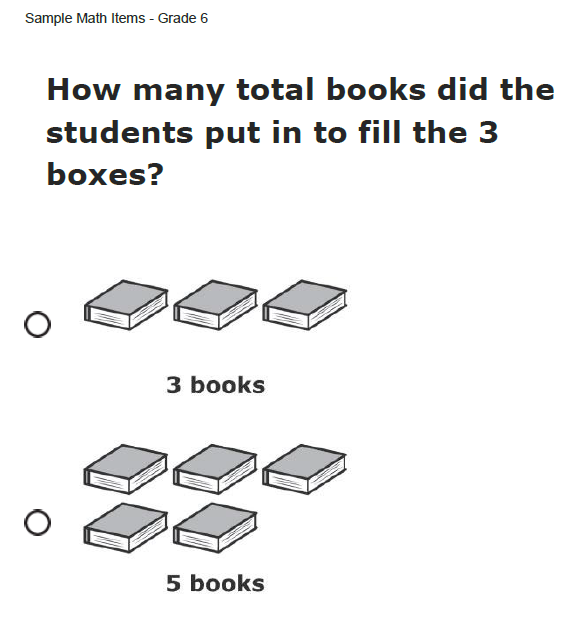 Sample Math Items - Grade 6
How many total books did the
students put in to fill the 3
boxes?
3 books
5 books